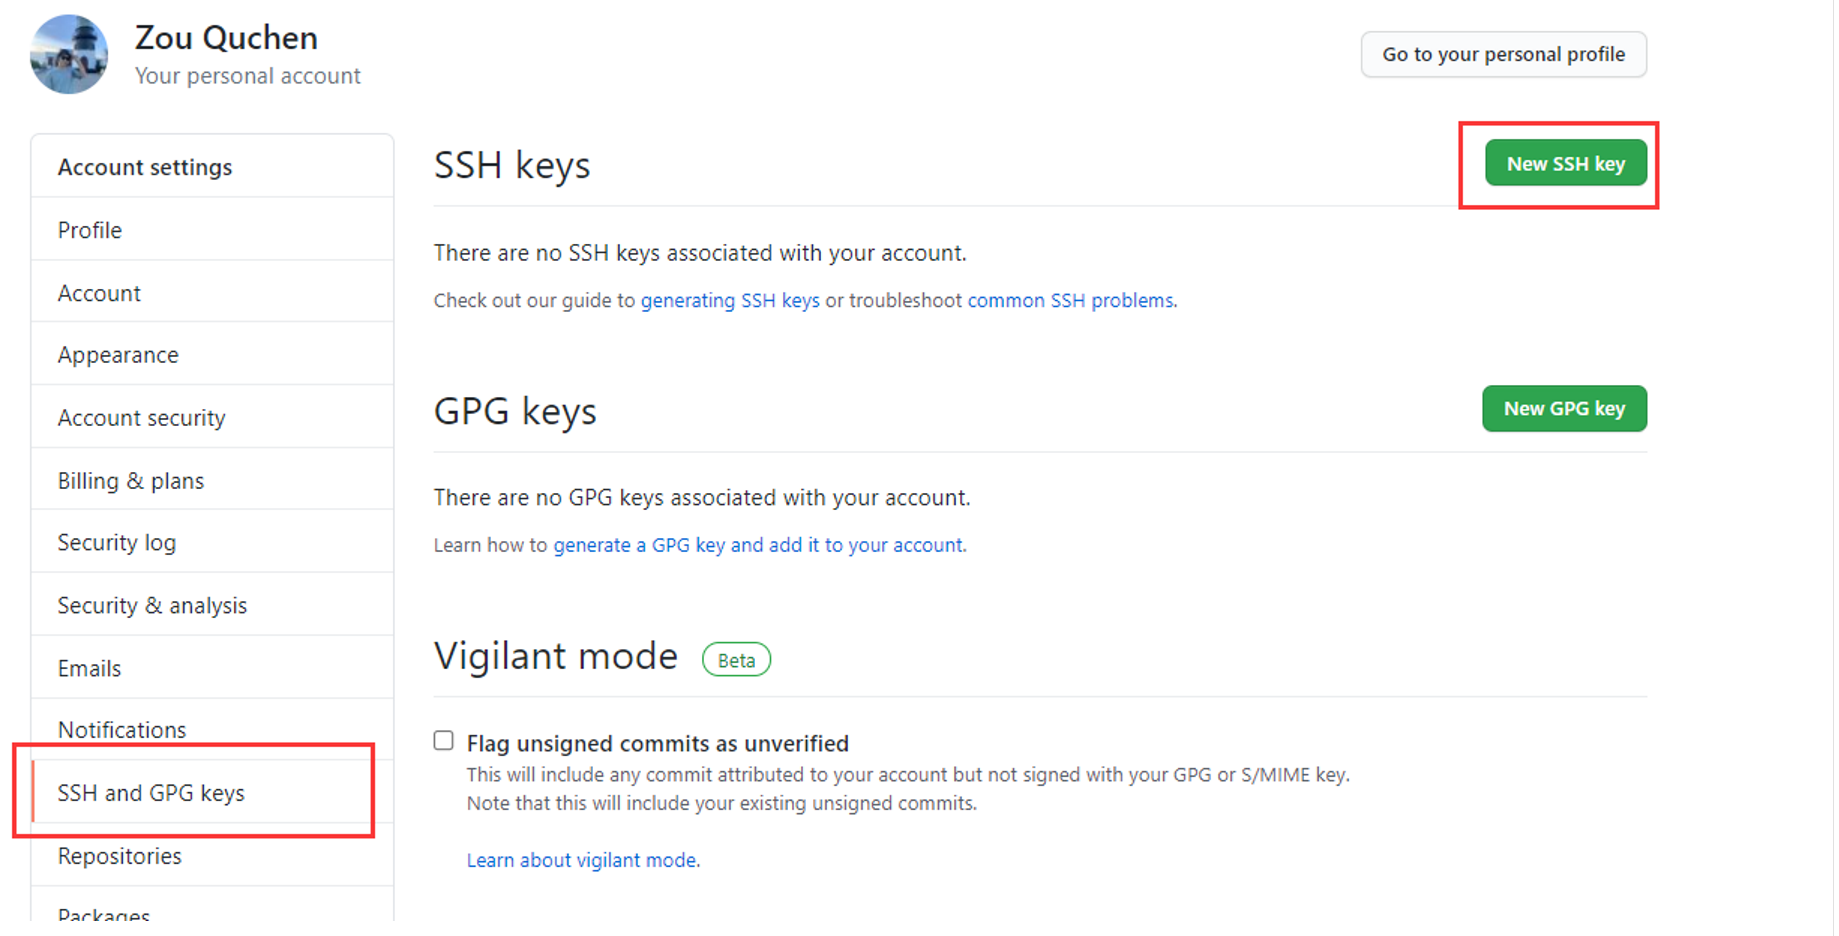 Zou Quchen
Your personal account
Go to your personal profile
Account settings
Profile
Account
Appearance
Account security
Billing & plans
Security log
Security & analysis
Emails
Notifications
SSH and GPG keys
Repositories
Packages
SSH keys
New SSH key
There are no SSH keys associated with your account.
Check out our guide to generating SSH keys or troubleshoot common SSH problems.
GPG keys
New GPG key
There are no GPG keys associated with your account.
Learn how to generate a GPG key and add it to your account.
Vigilant mode Beta
Flag unsigned commits as unverified
This will include any commit attributed to your account but not signed with your GPG or S/MIME key.
Note that this will include your existing unsigned commits.
Learn about vigilant mode.